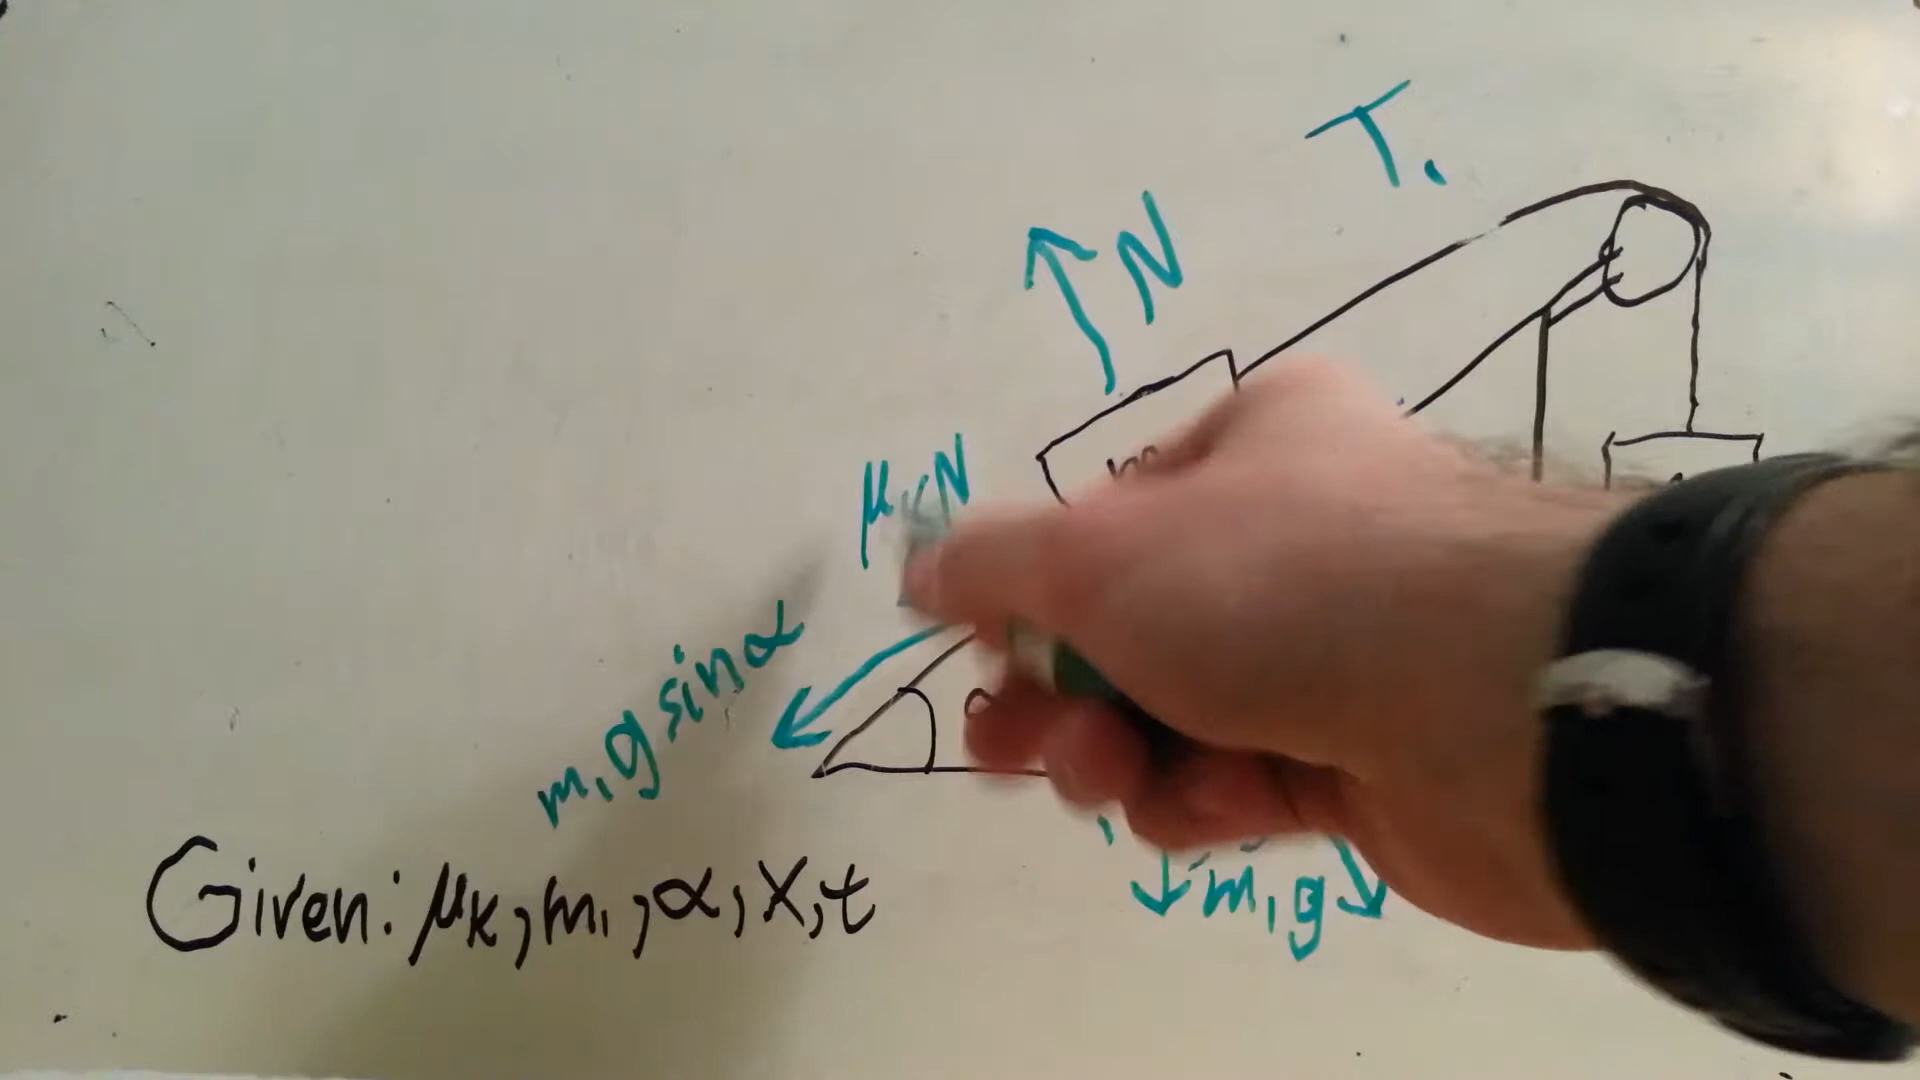 T.
N
μₖN
m₁g sinα
m₁g
Given: μₖ, m₁, α, x, t